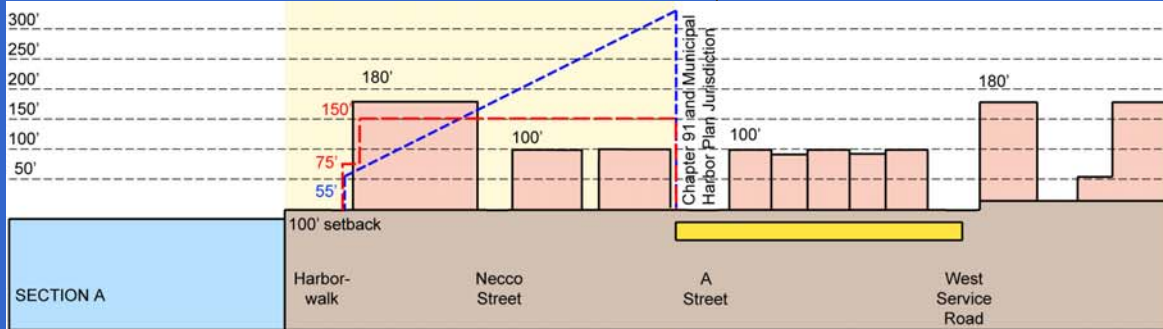 300'
250'
200'
150'
100'
50'
180'
150'
75'
55'
100'
Chapter 91 and Municipal
Harbor Plan Jurisdiction
100'
180'
100' setback
SECTION A
Harbor-
walk
Necco
Street
A
Street
West
Service
Road